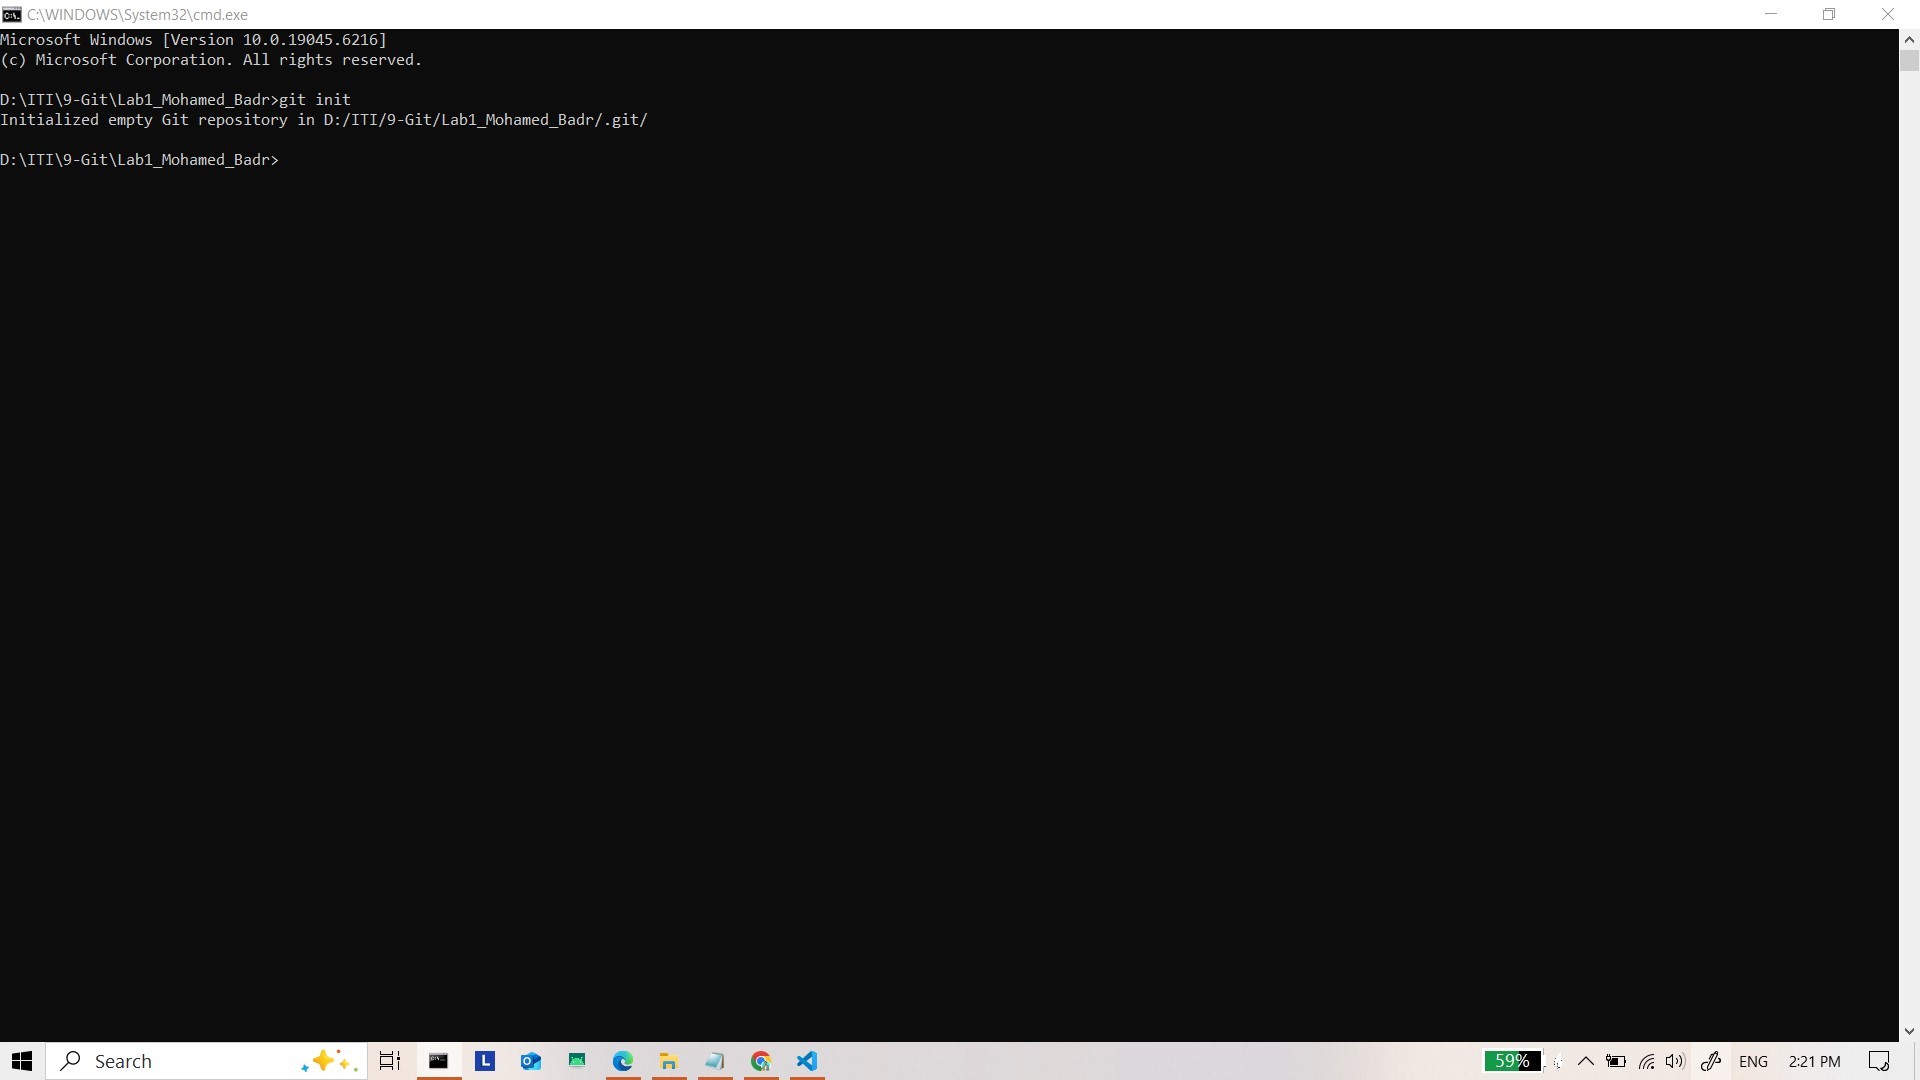 C:\WINDOWS\System32\cmd.exe
Microsoft Windows [Version 10.0.19045.6216]
(c) Microsoft Corporation. All rights reserved.
D:\ITI\9-Git\Lab1_Mohamed_Badr>git init
Initialized empty Git repository in D:/ITI/9-Git/Lab1_Mohamed_Badr/.git/
D:\ITI\9-Git\Lab1_Mohamed_Badr>
Search
L
59%
ENG
2:21 PM